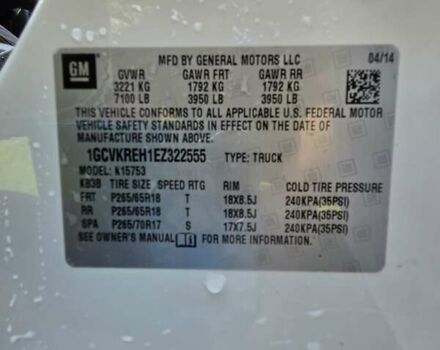 MFD BY GENERAL MOTORS LLC 04/14
GM
GVWR GAWR FRT GAWR RR
3221 KG 1792 KG 1792 KG
7100 LB 3950 LB 3950 LB
THIS VEHICLE CONFORMS TO ALL APPLICABLE U.S. FEDERAL MOTOR
VEHICLE SAFETY STANDARDS IN EFFECT ON THE DATE OF
MANUFACTURE SHOWN ABOVE.
1GCVKREH1EZ322555 TYPE: TRUCK
MODEL: K15753
K83B TIRE SIZE SPEED RTG RIM COLD TIRE PRESSURE
FRT P265/65R18 T 18X8.5J 240KPA(35PSI)
RR P265/65R18 T 18X8.5J 240KPA(35PSI)
SPA P265/70R17 S 17X7.5J 240KPA(35PSI)
SEE OWNER'S MANUAL FOR MORE INFORMATION.